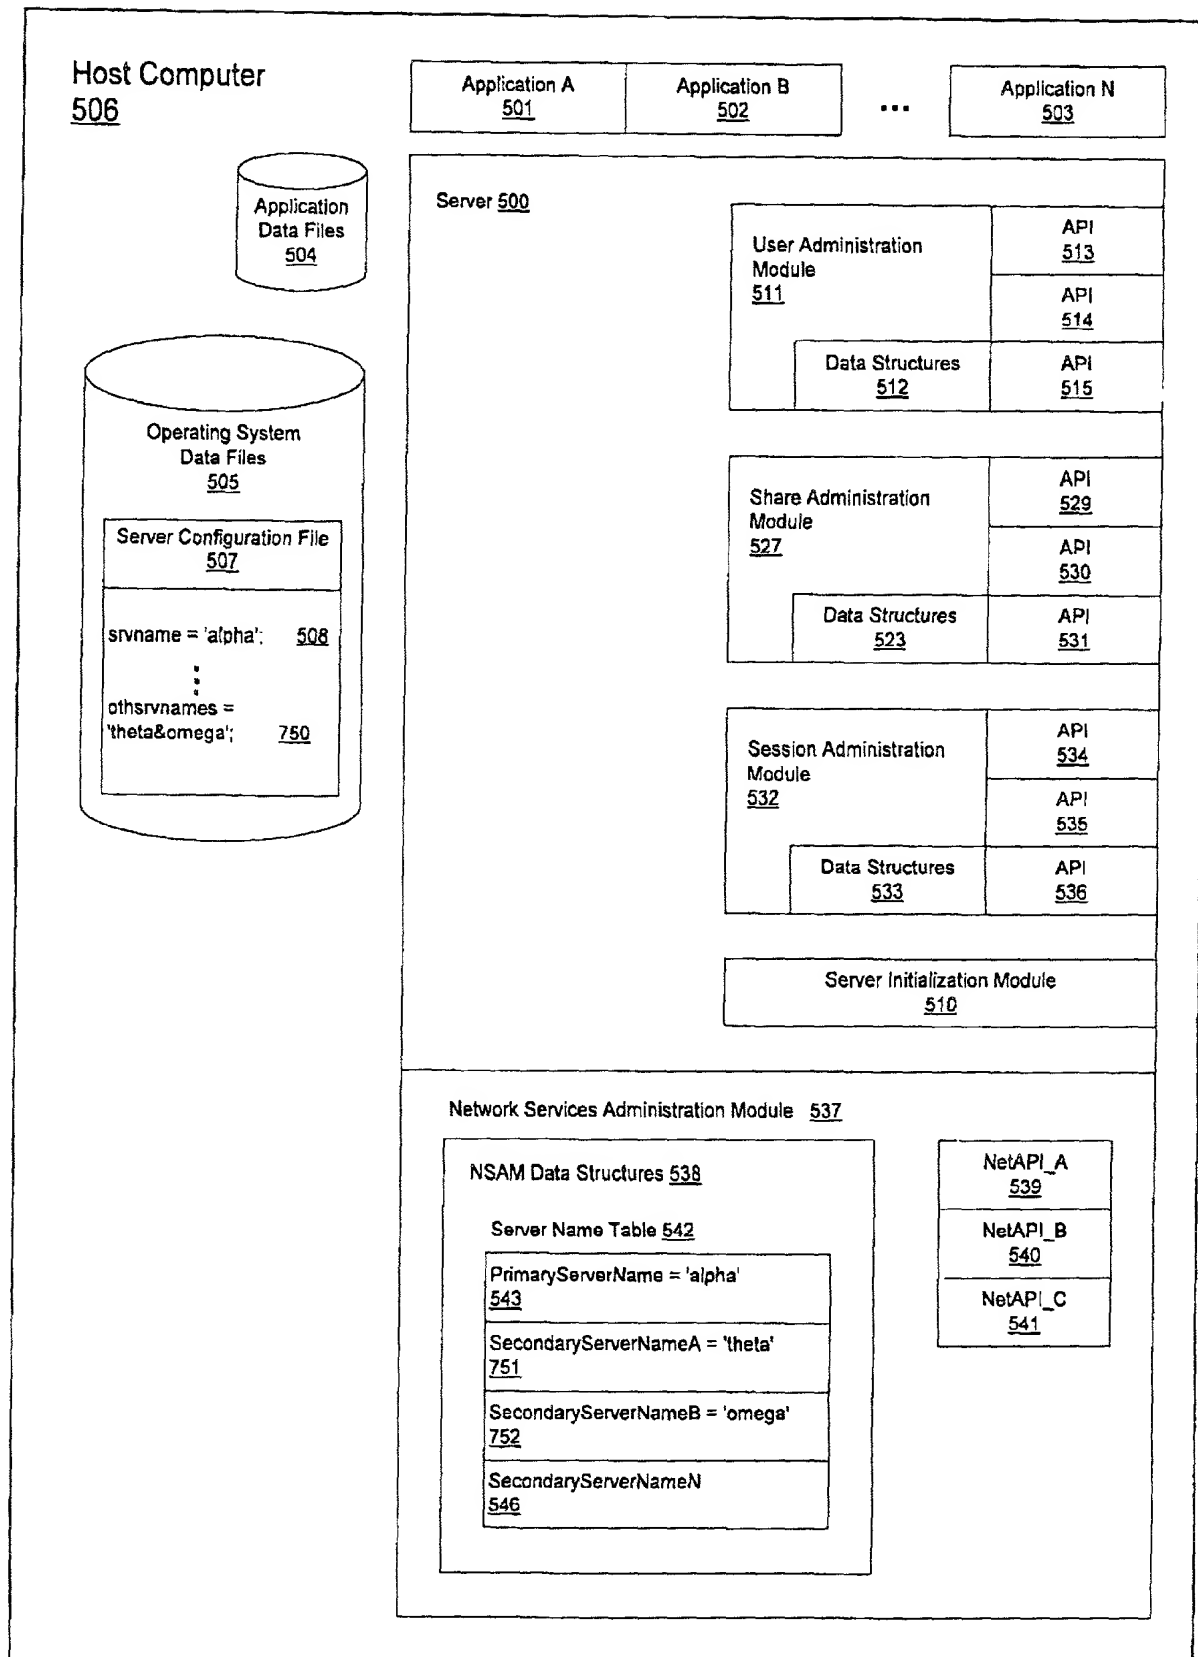 Host Computer
506
Application A
501
Application B
502
...
Application N
503
Application
Data Files
504
Operating System
Data Files
505
Server Configuration File
507
srvname = 'alpha'; 508
othsrvnames =
'theta&omega'; 750
Server 500
User Administration
Module
511
Data Structures
512
API
513
API
514
API
515
Share Administration
Module
527
Data Structures
523
API
529
API
530
API
531
Session Administration
Module
532
Data Structures
533
API
534
API
535
API
536
Server Initialization Module
510
Network Services Administration Module 537
NSAM Data Structures 538
Server Name Table 542
PrimaryServerName = 'alpha'
543
SecondaryServerNameA = 'theta'
751
SecondaryServerNameB = 'omega'
752
SecondaryServerNameN
546
NetAPI_A
539
NetAPI_B
540
NetAPI_C
541